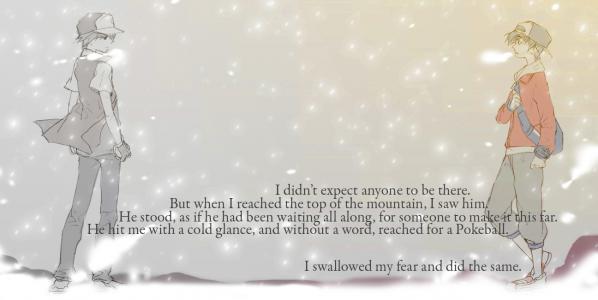 I didn't expect anyone to be there.
But when I reached the top of the mountain, I saw him.
He stood, as if he had been waiting all along, for someone to make it this far.
He hit me with a cold glance, and without a word, reached for a Pokeball.
I swallowed my fear and did the same.